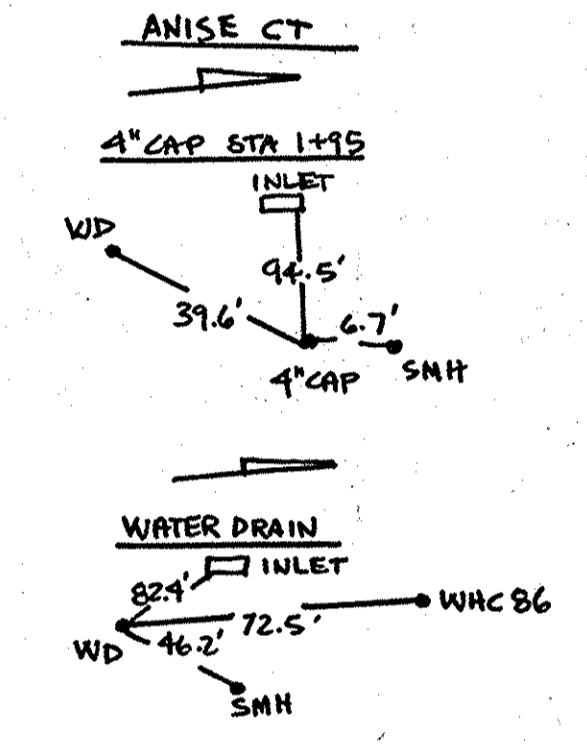 ANISE CT
4" CAP STA 1+95
INLET
WD
94.5'
39.6'
6.7'
4" CAP
SMH
WATER DRAIN
INLET
82.4'
WHC 86
72.5'
WD
46.2'
SMH